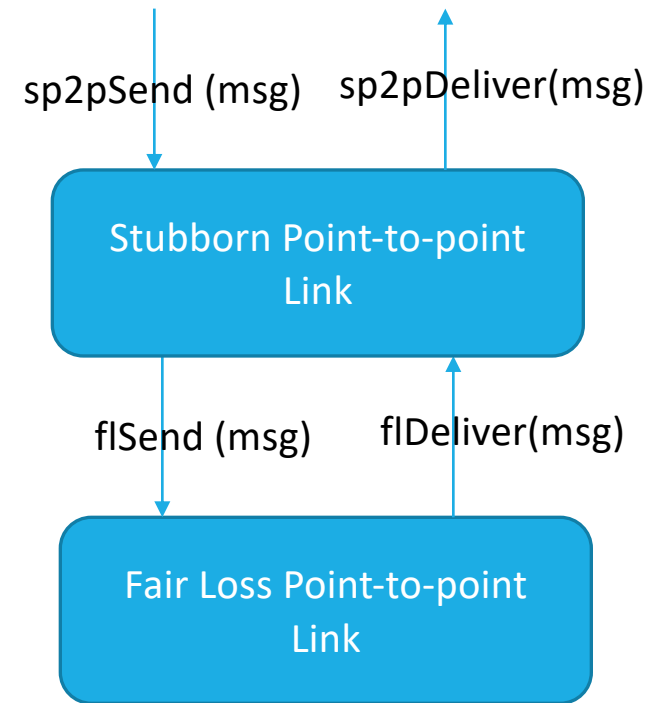 sp2pSend (msg)
sp2pDeliver(msg)
Stubborn Point-to-point
Link
flSend (msg)
flDeliver(msg)
Fair Loss Point-to-point
Link